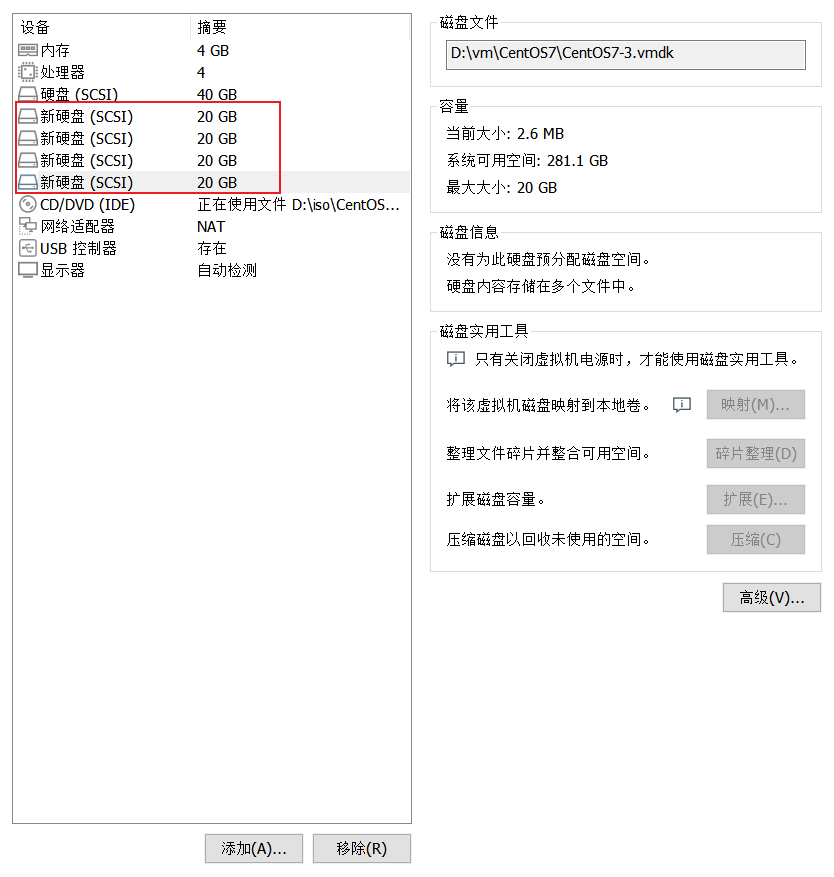 设备 摘要
内存 4 GB
处理器 4
硬盘 (SCSI) 40 GB
新硬盘 (SCSI) 20 GB
新硬盘 (SCSI) 20 GB
新硬盘 (SCSI) 20 GB
新硬盘 (SCSI) 20 GB
CD/DVD (IDE) 正在使用文件 D:\iso\CentOS...
网络适配器 NAT
USB 控制器 存在
显示器 自动检测
添加(A)... 移除(R)
磁盘文件
D:\vm\CentOS7\CentOS7-3.vmdk
容量
当前大小: 2.6 MB
系统可用空间: 281.1 GB
最大大小: 20 GB
磁盘信息
没有为此硬盘预分配磁盘空间。
硬盘内容存储在多个文件中。
磁盘实用工具
只有关闭虚拟机电源时，才能使用磁盘实用工具。
将该虚拟机磁盘映射到本地卷。 映射(M)...
整理文件碎片并整合可用空间。 碎片整理(D)
扩展磁盘容量。 扩展(E)...
压缩磁盘以回收未使用的空间。 压缩(C)
高级(V)...